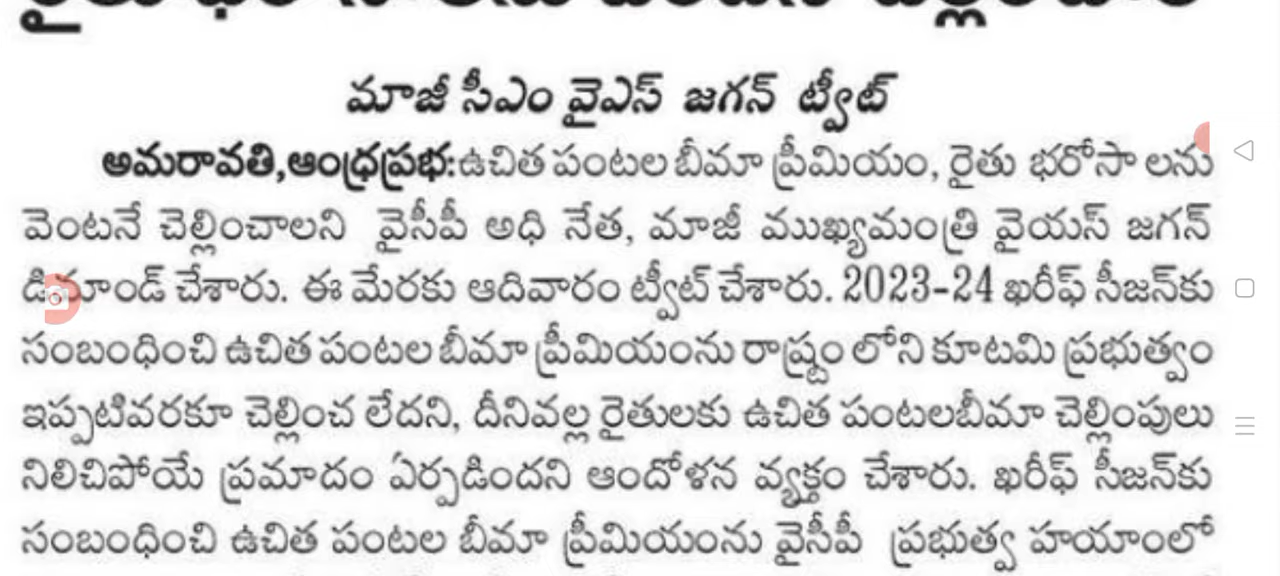 మాజీ సీఎం వైఎస్ జగన్ ట్వీట్
అమరావతి,ఆంధ్రప్రభ:ఉచిత పంటల బీమా ప్రీమియం, రైతు భరోసా లను
వెంటనే చెల్లించాలని వైసీపీ అధి నేత, మాజీ ముఖ్యమంత్రి వైయస్ జగన్
డిమాండ్ చేశారు. ఈ మేరకు ఆదివారం ట్వీట్ చేశారు. 2023-24 ఖరీఫ్ సీజన్‌కు
సంబంధించి ఉచిత పంటల బీమా ప్రీమియంను రాష్ట్రం లోని కూటమి ప్రభుత్వం
ఇప్పటివరకూ చెల్లించ లేదని, దీనివల్ల రైతులకు ఉచిత పంటలబీమా చెల్లింపులు
నిలిచిపోయే ప్రమాదం ఏర్పడిందని ఆందోళన వ్యక్తం చేశారు. ఖరీఫ్ సీజన్‌కు
సంబంధించి ఉచిత పంటల బీమా ప్రీమియంను వైసీపీ ప్రభుత్వ హయాంలో